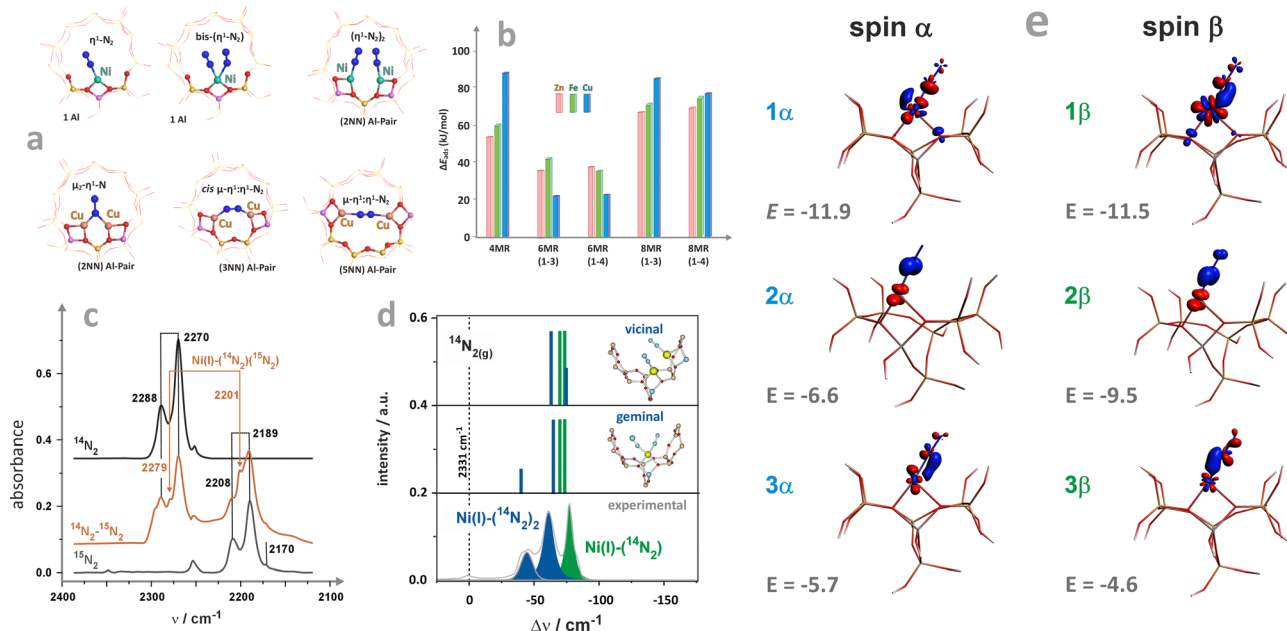 a
η¹-N₂
Ni
1 Al
bis-(η¹-N₂)
Ni
1 Al
(η¹-N₂)₂
Ni
Ni
(2NN) Al-Pair
μ₂-η¹-N
Cu
Cu
(2NN) Al-Pair
cis μ-η¹:η¹-N₂
Cu
Cu
(3NN) Al-Pair
μ-η¹:η¹-N₂
Cu
Cu
(5NN) Al-Pair
b
ΔEads (kJ/mol)
100
80
60
40
20
0
Zn Fe Cu
4MR
6MR
(1-3)
6MR
(1-4)
8MR
(1-3)
8MR
(1-4)
c
absorbance
0.8
0.6
0.4
0.2
0.0
2270
Ni(I)-(¹⁴N₂)(¹⁵N₂)
2288
2201
¹⁴N₂
2189
2279
2208
¹⁴N₂-¹⁵N₂
2170
¹⁵N₂
2400
2300
2200
2100
ν / cm⁻¹
d
intensity / a.u.
0.6
0.4
0.2
0.0
¹⁴N₂(g)
vicinal
2331 cm⁻¹
geminal
experimental
Ni(I)-(¹⁴N₂)₂
Ni(I)-(¹⁴N₂)
0
-50
-100
-150
Δν / cm⁻¹
e
spin α
spin β
1α
E = -11.9
1β
E = -11.5
2α
E = -6.6
2β
E = -9.5
3α
E = -5.7
3β
E = -4.6